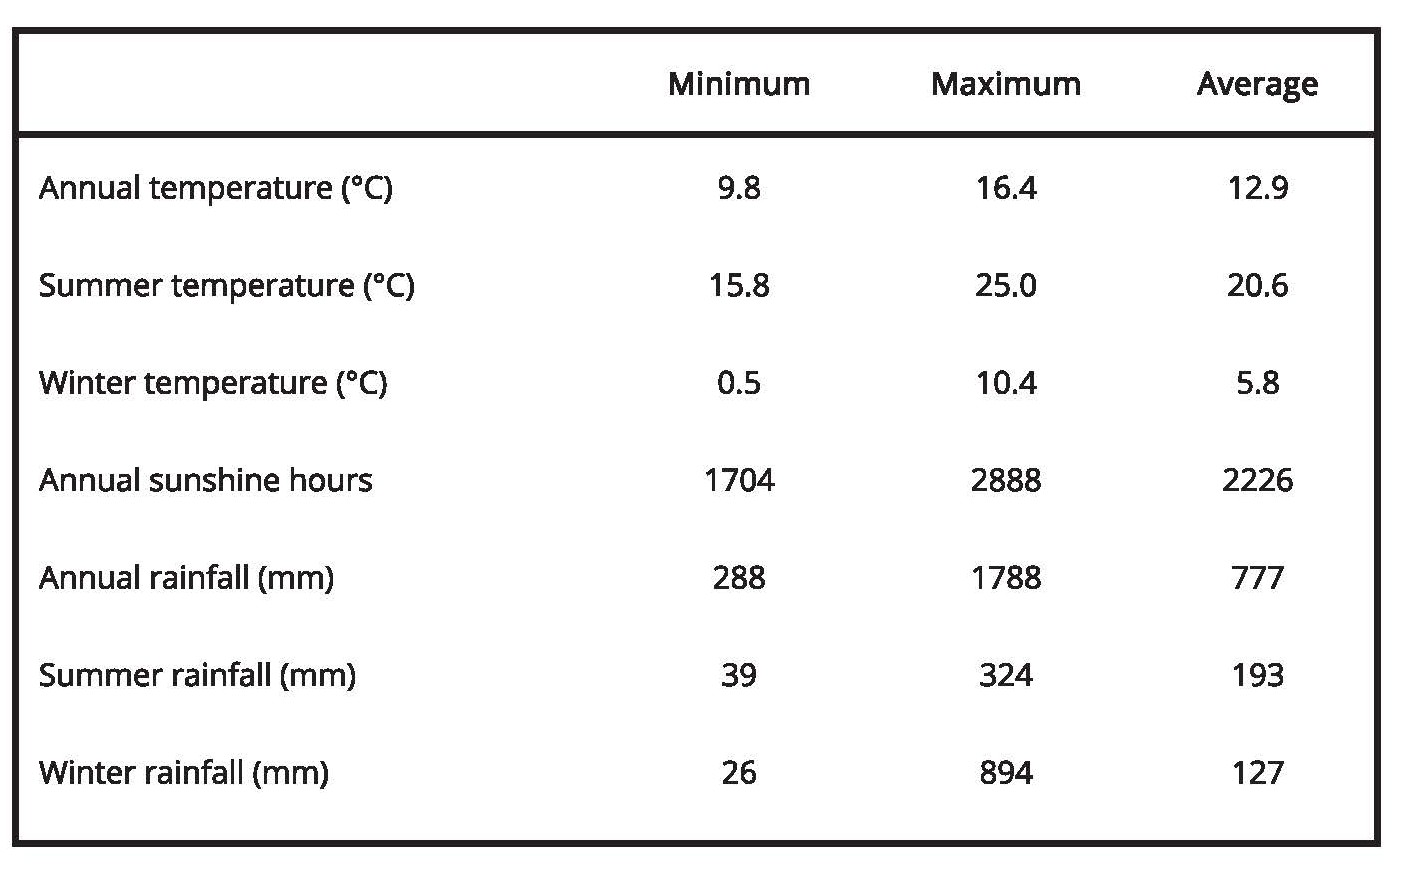 Minimum Maximum Average
Annual temperature (°C) 9.8 16.4 12.9
Summer temperature (°C) 15.8 25.0 20.6
Winter temperature (°C) 0.5 10.4 5.8
Annual sunshine hours 1704 2888 2226
Annual rainfall (mm) 288 1788 777
Summer rainfall (mm) 39 324 193
Winter rainfall (mm) 26 894 127